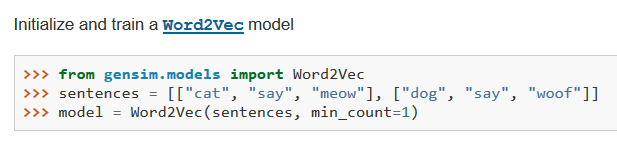 Initialize and train a Word2Vec model
>>> from gensim.models import Word2Vec
>>> sentences = [["cat", "say", "meow"], ["dog", "say", "woof"]]
>>> model = Word2Vec(sentences, min_count=1)